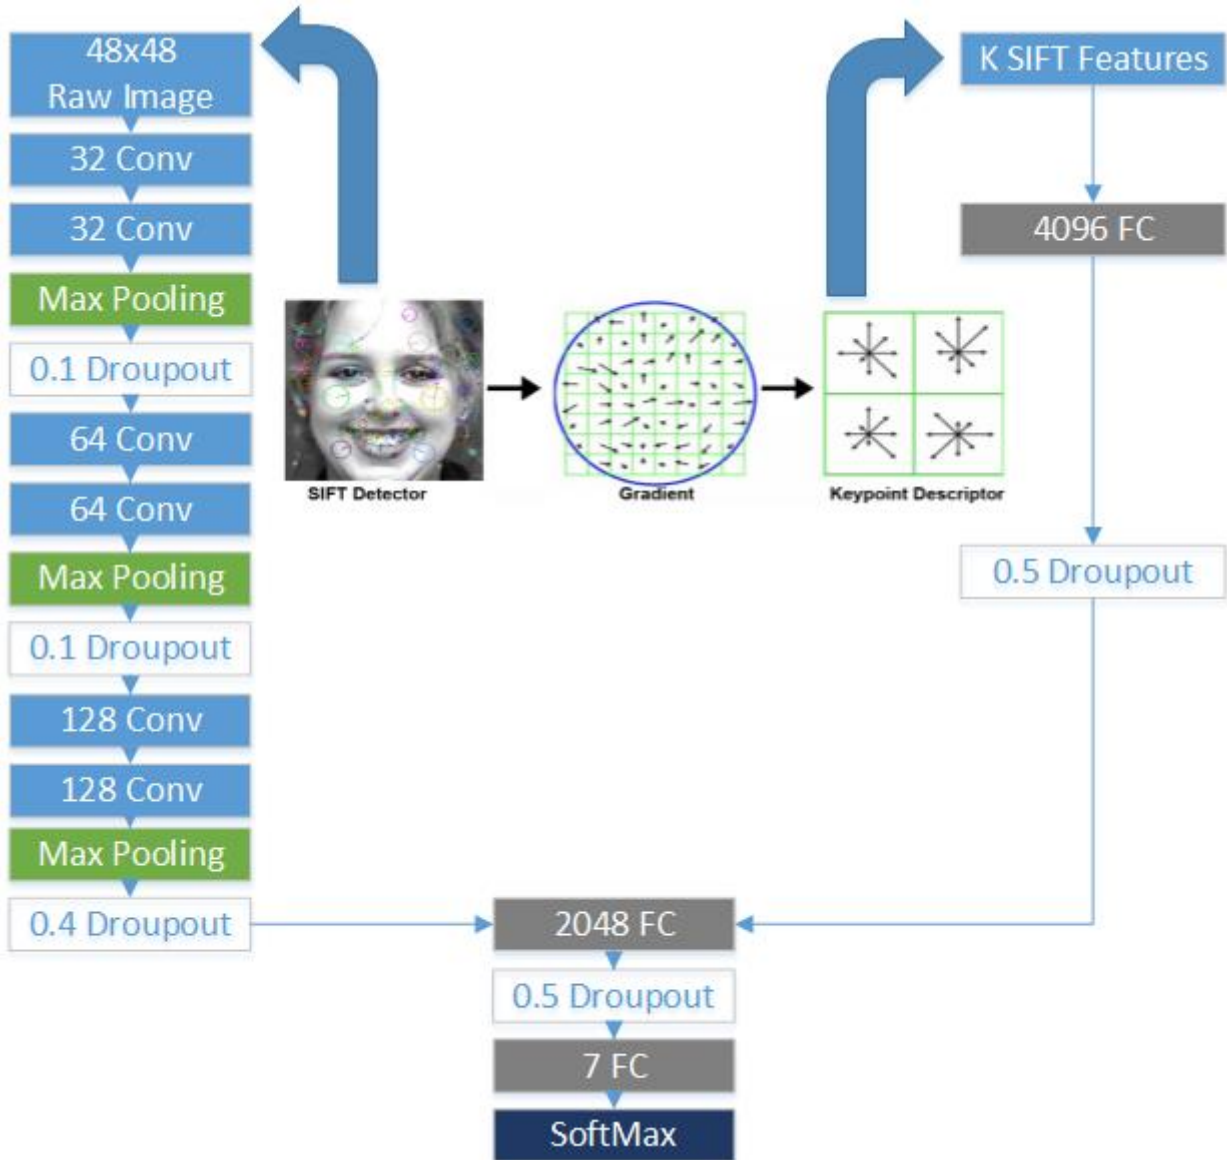 48x48
Raw Image
32 Conv
32 Conv
Max Pooling
0.1 Droupout
64 Conv
64 Conv
Max Pooling
0.1 Droupout
128 Conv
128 Conv
Max Pooling
0.4 Droupout
SIFT Detector
Gradient
Keypoint Descriptor
K SIFT Features
4096 FC
0.5 Droupout
2048 FC
0.5 Droupout
7 FC
SoftMax